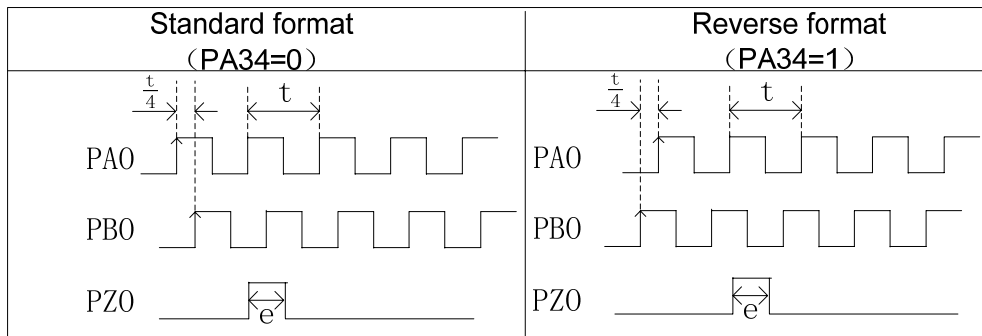 Standard format
（PA34=0）
Reverse format
（PA34=1）
t/4
t
PAO
PBO
PZO
e
t/4
t
PAO
PBO
PZO
e